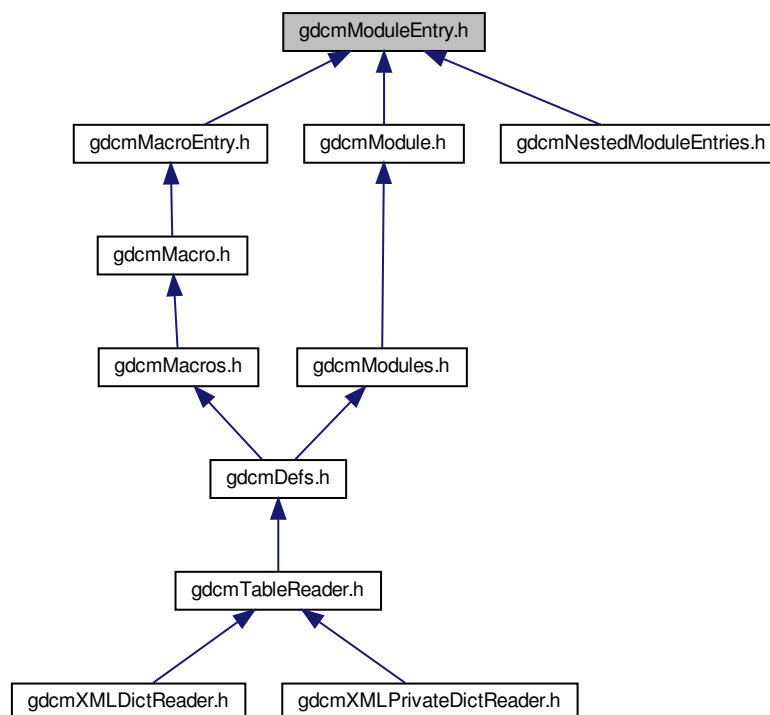 gdcmModuleEntry.h
gdcmMacroEntry.h
gdcmModule.h
gdcmNestedModuleEntries.h
gdcmMacro.h
gdcmMacros.h
gdcmModules.h
gdcmDefs.h
gdcmTableReader.h
gdcmXMLDictReader.h
gdcmXMLPrivateDictReader.h